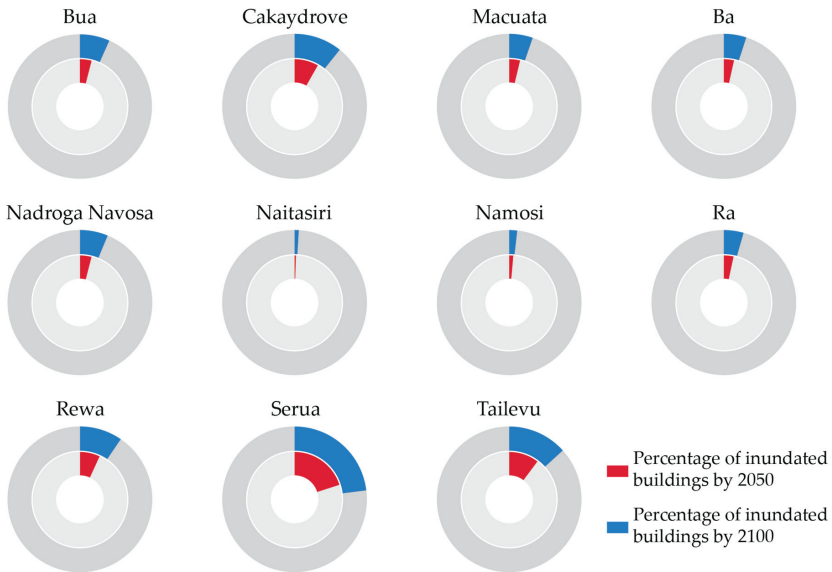 Bua
Cakaydrove
Macuata
Ba
Nadroga Navosa
Naitasiri
Namosi
Ra
Rewa
Serua
Tailevu
Percentage of inundated
buildings by 2050
Percentage of inundated
buildings by 2100